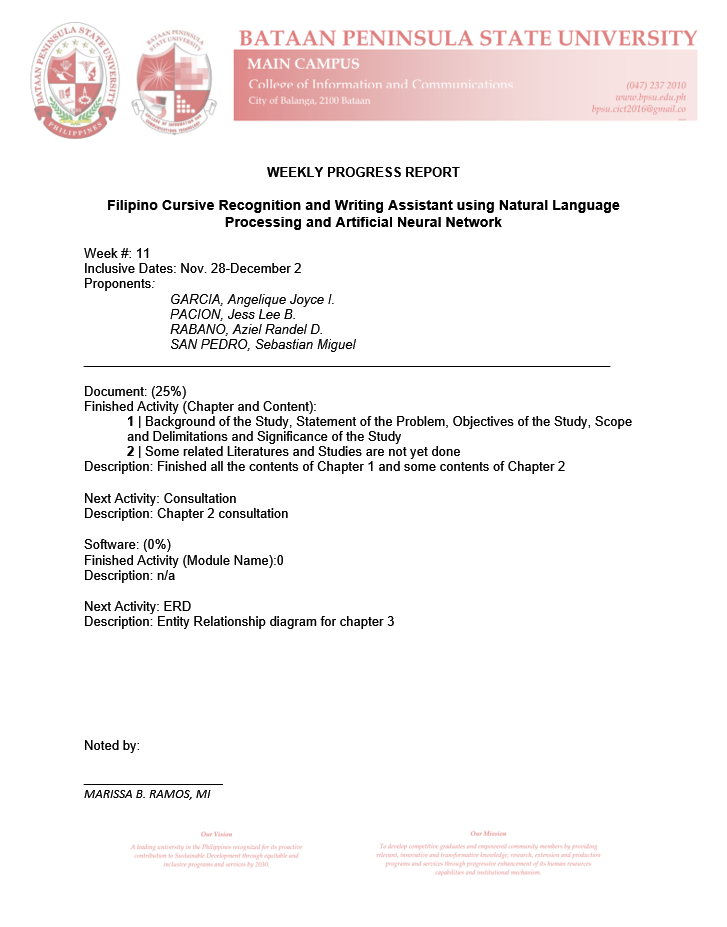 BATAAN PENINSULA STATE UNIVERSITY
PHILIPPINES
BATAAN PENINSULA STATE UNIVERSITY
MAIN CAMPUS
College of Information and Communications
City of Balanga, 2100 Bataan
(047) 237 2010
www.bpsu.edu.ph
bpsu.cict2016@gmail.co
WEEKLY PROGRESS REPORT
Filipino Cursive Recognition and Writing Assistant using Natural Language
Processing and Artificial Neural Network
Week #: 11
Inclusive Dates: Nov. 28-December 2
Proponents:
GARCIA, Angelique Joyce I.
PACION, Jess Lee B.
RABANO, Aziel Randel D.
SAN PEDRO, Sebastian Miguel
Document: (25%)
Finished Activity (Chapter and Content):
1 | Background of the Study, Statement of the Problem, Objectives of the Study, Scope
and Delimitations and Significance of the Study
2 | Some related Literatures and Studies are not yet done
Description: Finished all the contents of Chapter 1 and some contents of Chapter 2
Next Activity: Consultation
Description: Chapter 2 consultation
Software: (0%)
Finished Activity (Module Name):0
Description: n/a
Next Activity: ERD
Description: Entity Relationship diagram for chapter 3
Noted by:
MARISSA B. RAMOS, MI
Our Vision
A leading university in the Philippines recognized for its proactive
contribution to Sustainable Development through equitable and
inclusive programs and services by 2030.
Our Mission
To develop competitive graduates and empowered community members by providing
relevant, innovative and transformative knowledge, research, extension and production
programs and services through progressive enhancement of its human resources
capabilities and institutional mechanism.